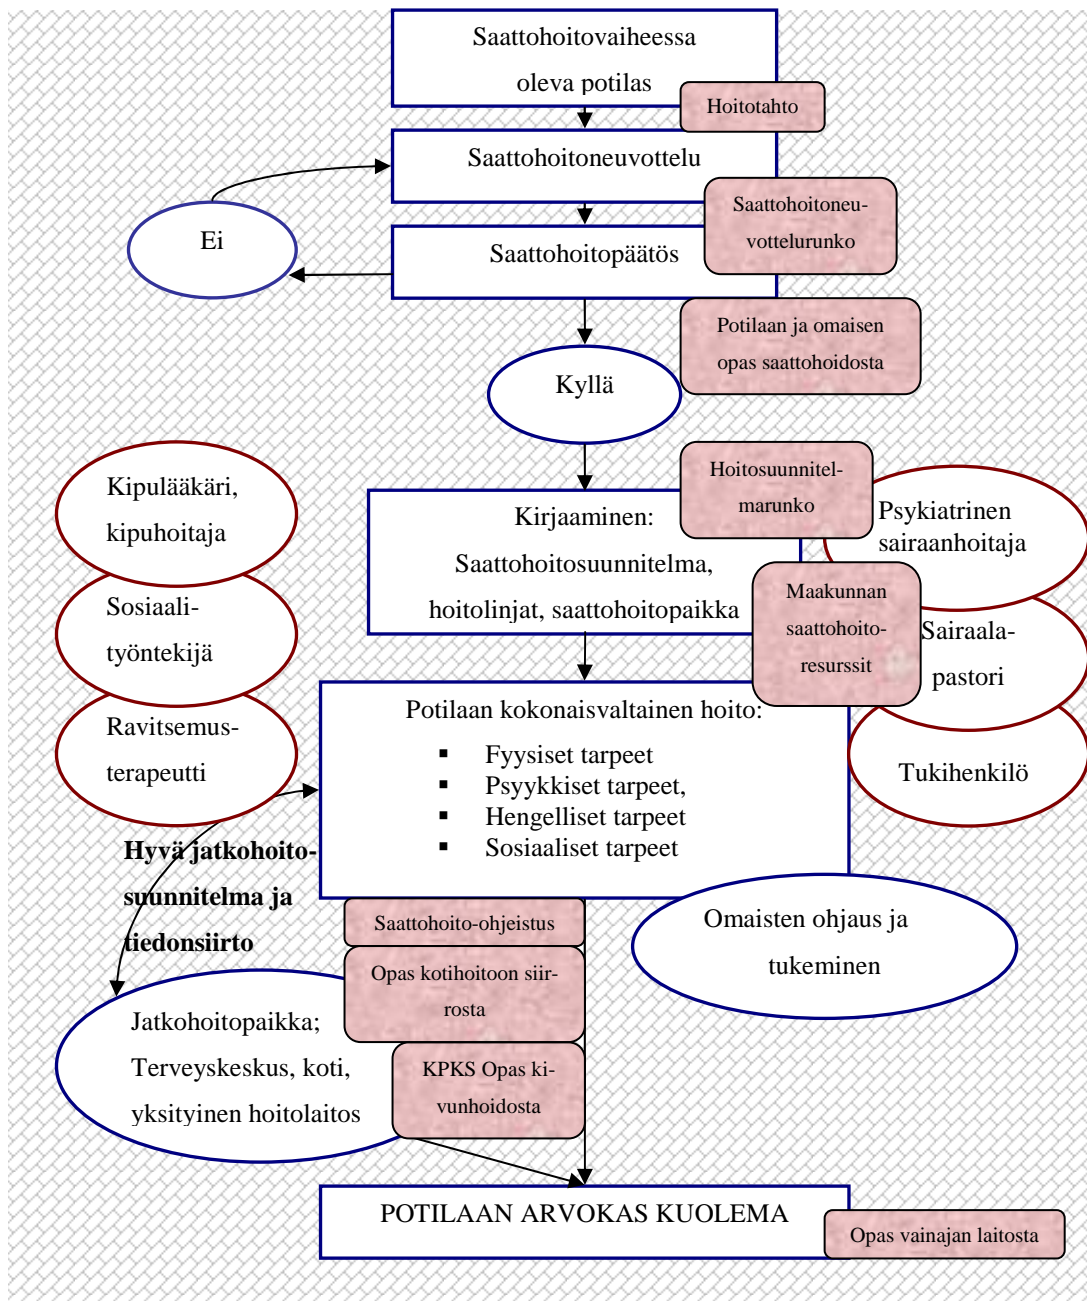 Saattohoitovaiheessa
oleva potilas
Hoitotahto
Saattohoitoneuvottelu
Saattohoitoneu-
vottelurunko
Ei
Saattohoitopäätös
Potilaan ja omaisen
opas saattohoidosta
Kyllä
Hoitosuunnitel-
marunko
Kipulääkäri,
kipuhoitaja
Kirjaaminen:
Saattohoitosuunnitelma,
hoitolinjat, saattohoitopaikka
Psykiatrinen
sairaanhoitaja
Maakunnan
saattohoito-
resurssit
Sosiaali-
työntekijä
Sairaala-
pastori
Ravitsemus-
terapeutti
Potilaan kokonaisvaltainen hoito:
▪ Fyysiset tarpeet
▪ Psyykkiset tarpeet,
▪ Hengelliset tarpeet
▪ Sosiaaliset tarpeet
Tukihenkilö
Hyvä jatkohoito-
suunnitelma ja
tiedonsiirto
Saattohoito-ohjeistus
Omaisten ohjaus ja
tukeminen
Opas kotihoitoon siir-
rosta
Jatkohoitopaikka;
Terveyskeskus, koti,
yksityinen hoitolaitos
KPKS Opas ki-
vunhoidosta
POTILAAN ARVOKAS KUOLEMA
Opas vainajan laitosta